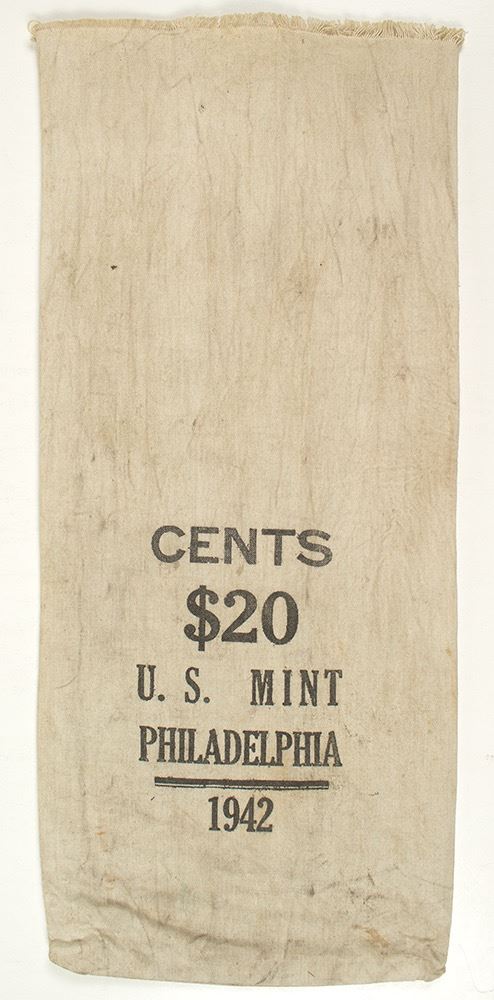 CENTS
$20
U. S. MINT
PHILADELPHIA
1942